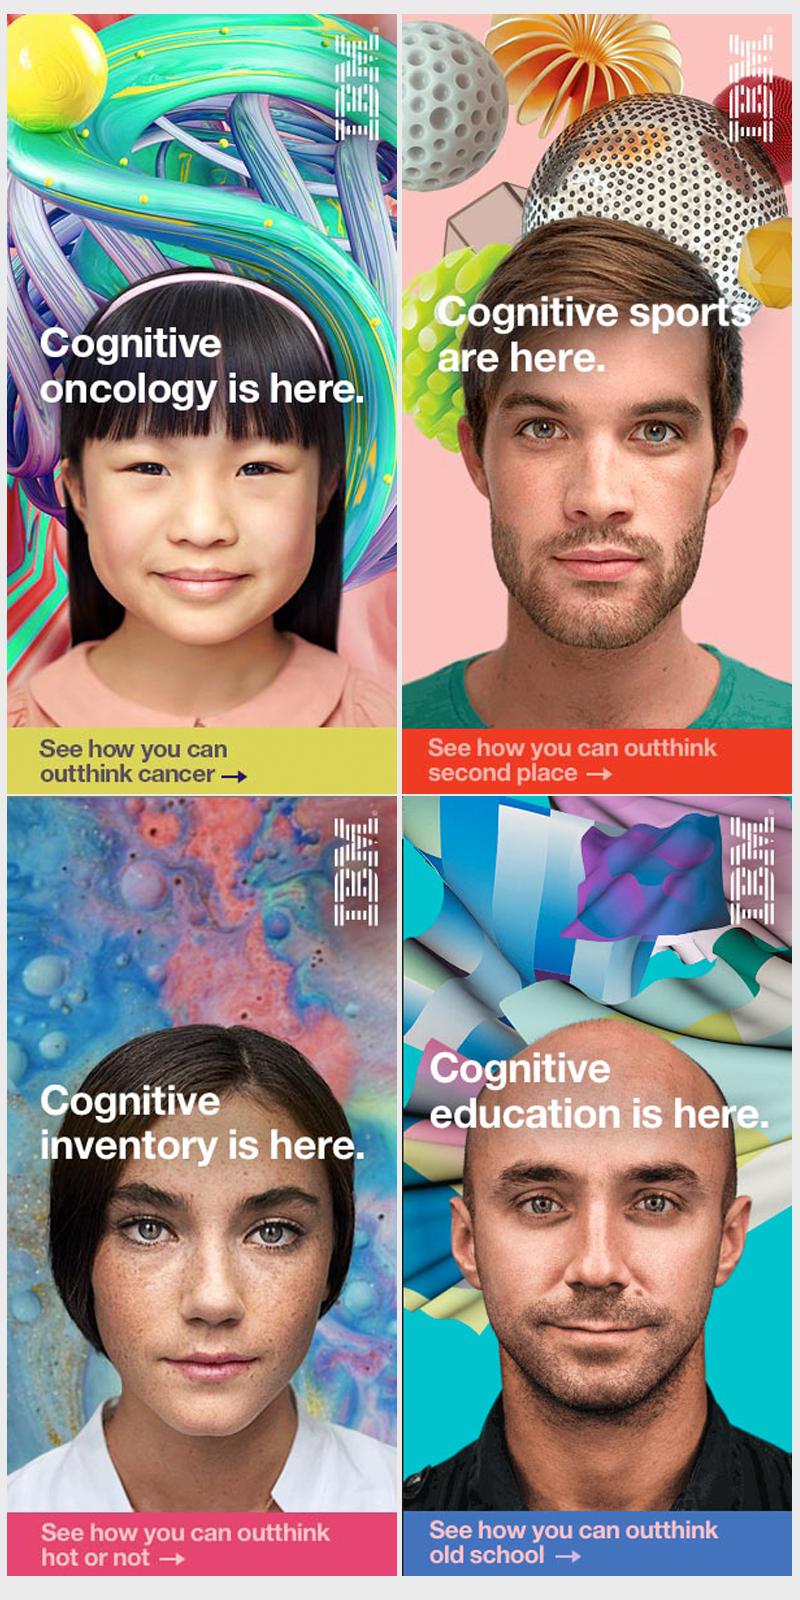 IBM
Cognitive
oncology is here.
See how you can
outthink cancer →
IBM
Cognitive sports
are here.
See how you can outthink
second place →
IBM
Cognitive
inventory is here.
See how you can outthink
hot or not →
IBM
Cognitive
education is here.
See how you can outthink
old school →